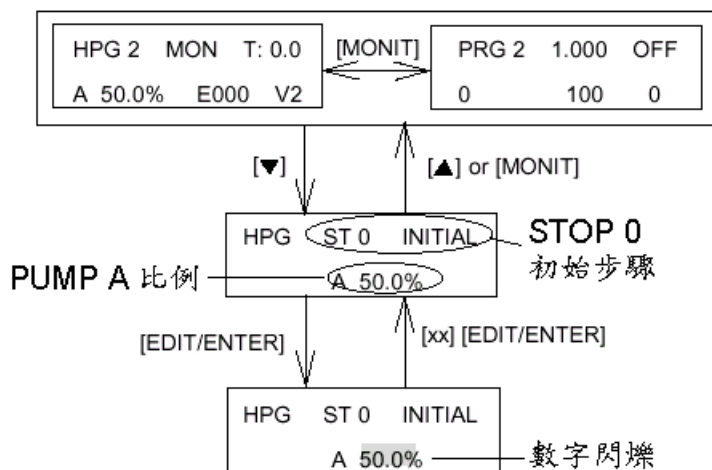 HPG 2 MON T: 0.0
A 50.0% E000 V2
[MONIT]
PRG 2 1.000 OFF
0 100 0
[▼]
[▲] or [MONIT]
HPG ST 0 INITIAL
A 50.0%
STOP 0
初始步驟
PUMP A 比例
[EDIT/ENTER]
[xx] [EDIT/ENTER]
HPG ST 0 INITIAL
A 50.0%
數字閃爍